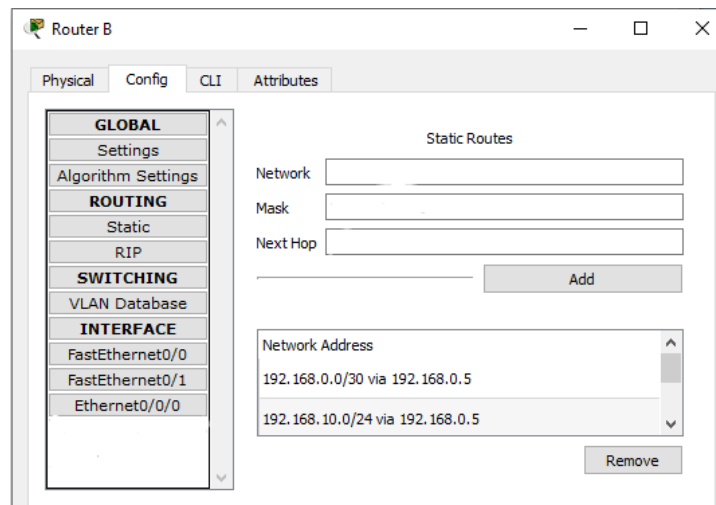 Router B
Physical Config CLI Attributes
GLOBAL
Settings
Algorithm Settings
ROUTING
Static
RIP
SWITCHING
VLAN Database
INTERFACE
FastEthernet0/0
FastEthernet0/1
Ethernet0/0/0
Static Routes
Network
Mask
Next Hop
Add
Network Address
192.168.0.0/30 via 192.168.0.5
192.168.10.0/24 via 192.168.0.5
Remove